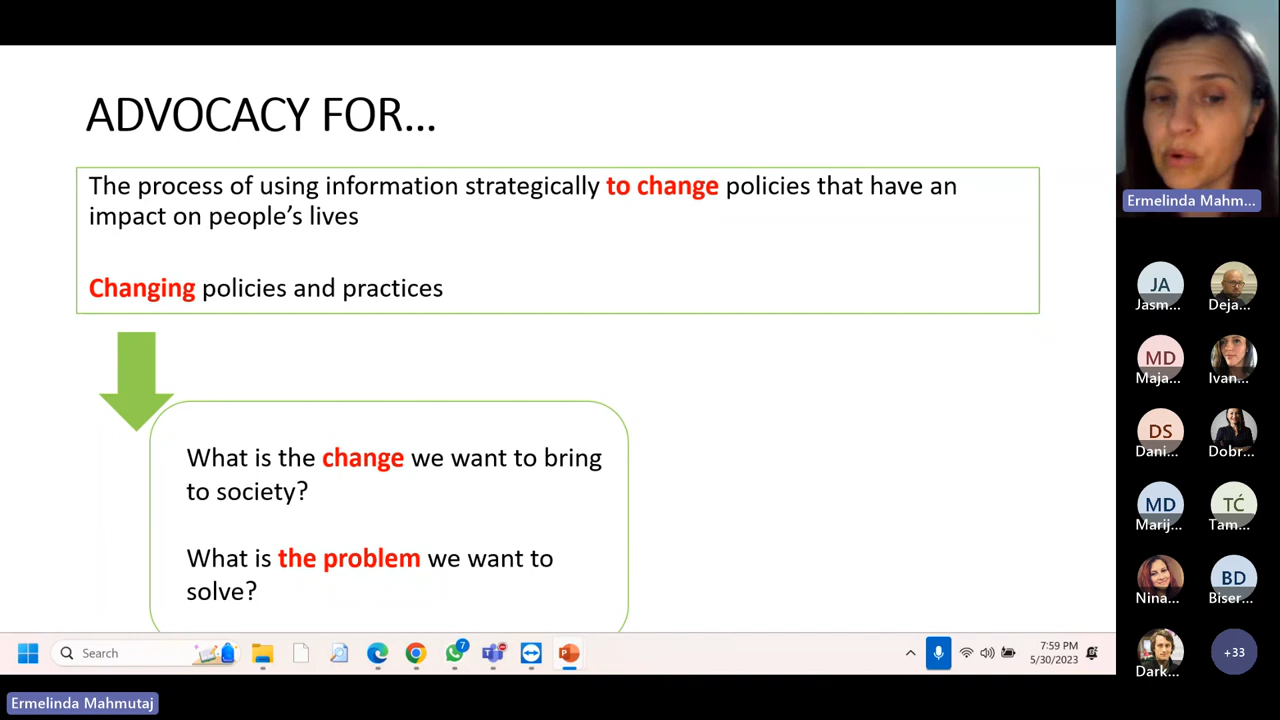 ADVOCACY FOR...
The process of using information strategically to change policies that have an
impact on people's lives
Changing policies and practices
What is the change we want to bring
to society?
What is the problem we want to
solve?
Ermelinda Mahm...
JA
Jasm...
Deja...
MD
Maja...
Ivan...
DS
Dani...
Dobr...
MD
Marij...
TĆ
Tam...
Nina...
BD
Biser...
Dark...
+33
Search
7
7:59 PM
5/30/2023
Ermelinda Mahmutaj